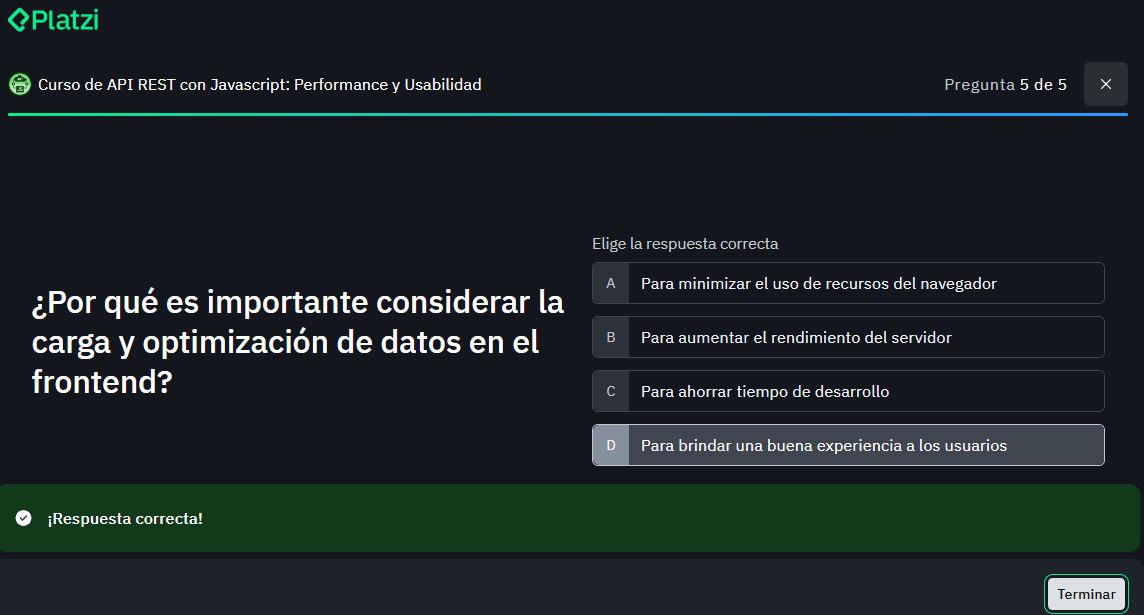 Platzi
Curso de API REST con Javascript: Performance y Usabilidad
Pregunta 5 de 5
¿Por qué es importante considerar la
carga y optimización de datos en el
frontend?
Elige la respuesta correcta
A Para minimizar el uso de recursos del navegador
B Para aumentar el rendimiento del servidor
C Para ahorrar tiempo de desarrollo
D Para brindar una buena experiencia a los usuarios
¡Respuesta correcta!
Terminar